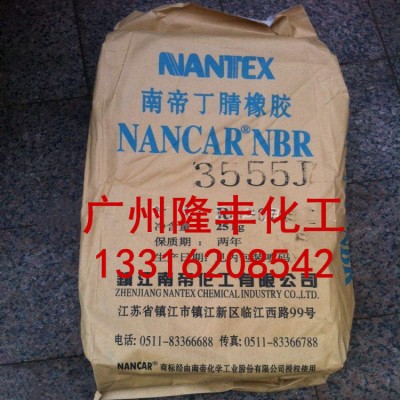 NANTEX
南帝丁腈橡胶
NANCAR® NBR
3555J
广州隆丰化工
25 kg
保质期：两年
13316208542
鎮江南帝化工有限公司
ZHENJIANG NANTEX CHEMICAL INDUSTRY CO.,LTD.
江苏省镇江市镇江新区临江西路99号
电话: 0511-83366688 传真: 0511-83366788
NANCAR® 商标经由南帝化学工业股份有限公司授权使用
NBR